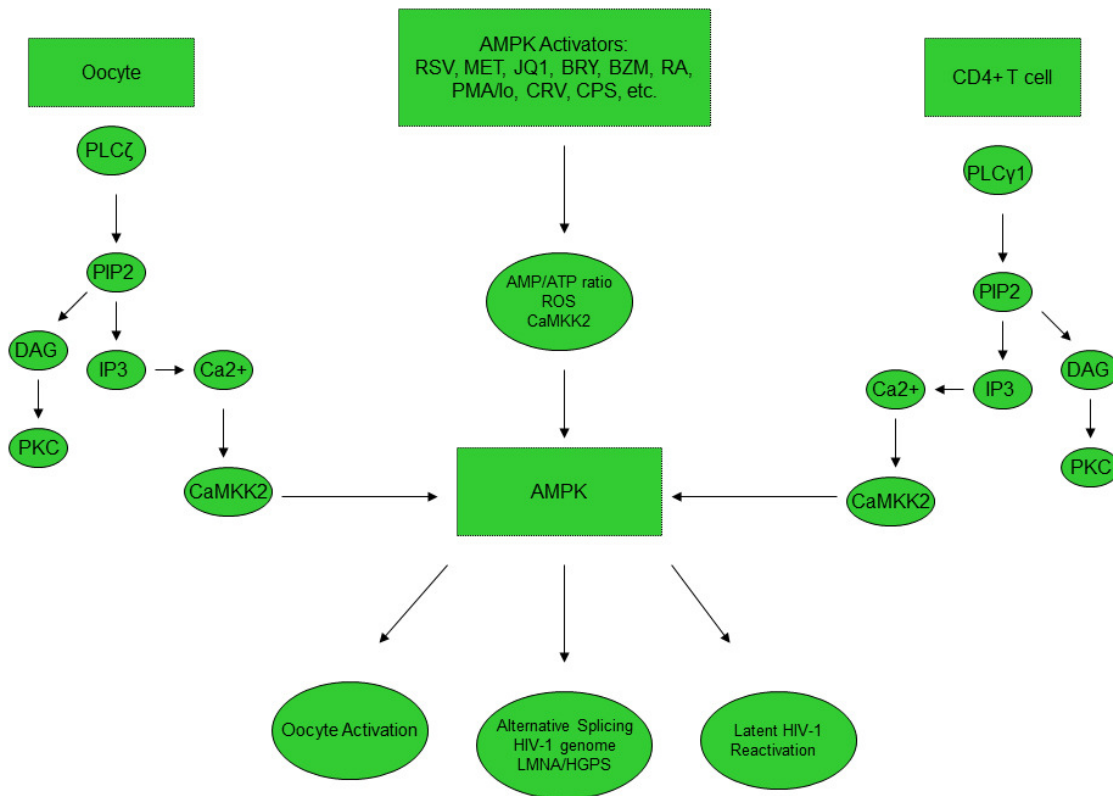 Oocyte
AMPK Activators:
RSV, MET, JQ1, BRY, BZM, RA,
PMA/Io, CRV, CPS, etc.
CD4+ T cell
PLCζ
PIP2
DAG
IP3
Ca2+
PKC
CaMKK2
AMP/ATP ratio
ROS
CaMKK2
AMPK
PLCγ1
PIP2
Ca2+
IP3
DAG
PKC
CaMKK2
Oocyte Activation
Alternative Splicing
HIV-1 genome
LMNA/HGPS
Latent HIV-1
Reactivation